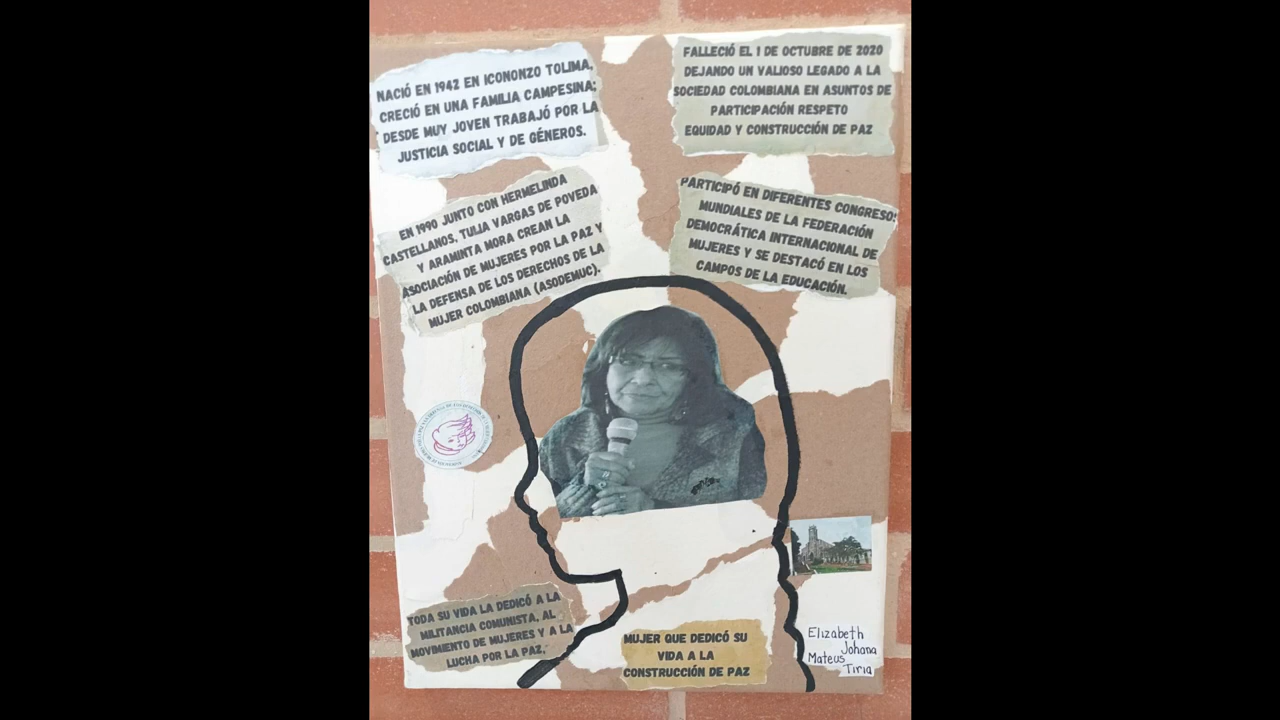 NACIÓ EN 1942 EN ICONONZO TOLIMA,
CRECIÓ EN UNA FAMILIA CAMPESINA;
DESDE MUY JOVEN TRABAJÓ POR LA
JUSTICIA SOCIAL Y DE GÉNEROS.
FALLECIÓ EL 1 DE OCTUBRE DE 2020
DEJANDO UN VALIOSO LEGADO A LA
SOCIEDAD COLOMBIANA EN ASUNTOS DE
PARTICIPACIÓN RESPETO
EQUIDAD Y CONSTRUCCIÓN DE PAZ
EN 1990 JUNTO CON HERMELINDA
CASTELLANOS, TULIA VARGAS DE POVEDA
Y ARAMINTA MORA CREAN LA
ASOCIACIÓN DE MUJERES POR LA PAZ Y
LA DEFENSA DE LOS DERECHOS DE LA
MUJER COLOMBIANA (ASODEMUC).
PARTICIPÓ EN DIFERENTES CONGRESO
MUNDIALES DE LA FEDERACIÓN
DEMOCRÁTICA INTERNACIONAL DE
MUJERES Y SE DESTACÓ EN LOS
CAMPOS DE LA EDUCACIÓN.
TODA SU VIDA LA DEDICÓ A LA
MILITANCIA COMUNISTA, AL
MOVIMIENTO DE MUJERES Y A LA
LUCHA POR LA PAZ,
MUJER QUE DEDICÓ SU
VIDA A LA
CONSTRUCCIÓN DE PAZ
Elizabeth
Johana
Mateus
Tiria